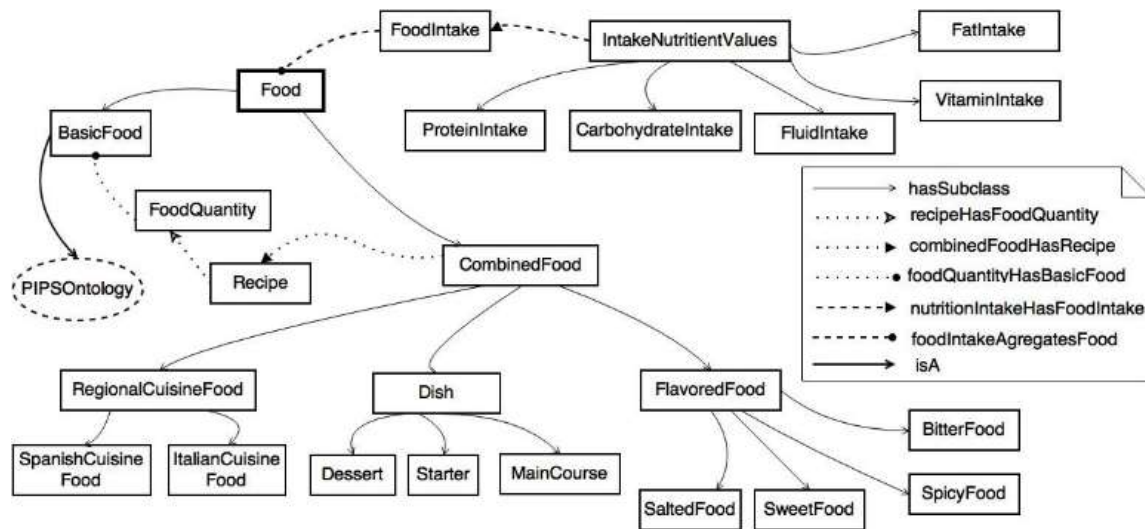 FoodIntake
IntakeNutritientValues
FatIntake
Food
VitaminIntake
BasicFood
ProteinIntake
CarbohydrateIntake
FluidIntake
hasSubclass
recipeHasFoodQuantity
combinedFoodHasRecipe
foodQuantityHasBasicFood
nutritionIntakeHasFoodIntake
foodIntakeAgregatesFood
isA
FoodQuantity
Recipe
CombinedFood
PIPSOntology
RegionalCuisineFood
Dish
FlavoredFood
SpanishCuisine
Food
ItalianCuisine
Food
Dessert
Starter
MainCourse
BitterFood
SaltedFood
SweetFood
SpicyFood